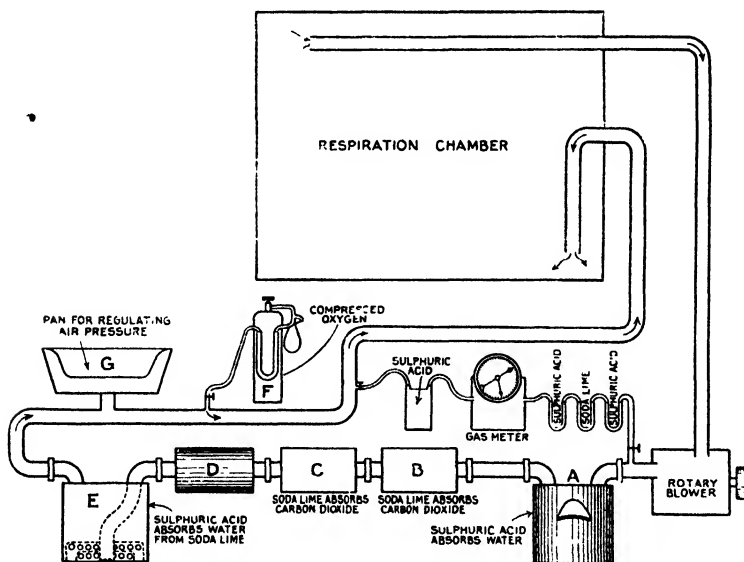 RESPIRATION CHAMBER
PAN FOR REGULATING
AIR PRESSURE
COMPRESSED
OXYGEN
G
F
SULPHURIC
ACID
GAS METER
SULPHURIC ACID
SODA LIME
SULPHURIC ACID
E
D
C
B
A
ROTARY
BLOWER
SODA LIME ABSORBS
CARBON DIOXIDE
SODA LIME ABSORBS
CARBON DIOXIDE
SULPHURIC ACID
ABSORBS WATER
FROM SODA LIME
SULPHURIC ACID
ABSORBS WATER